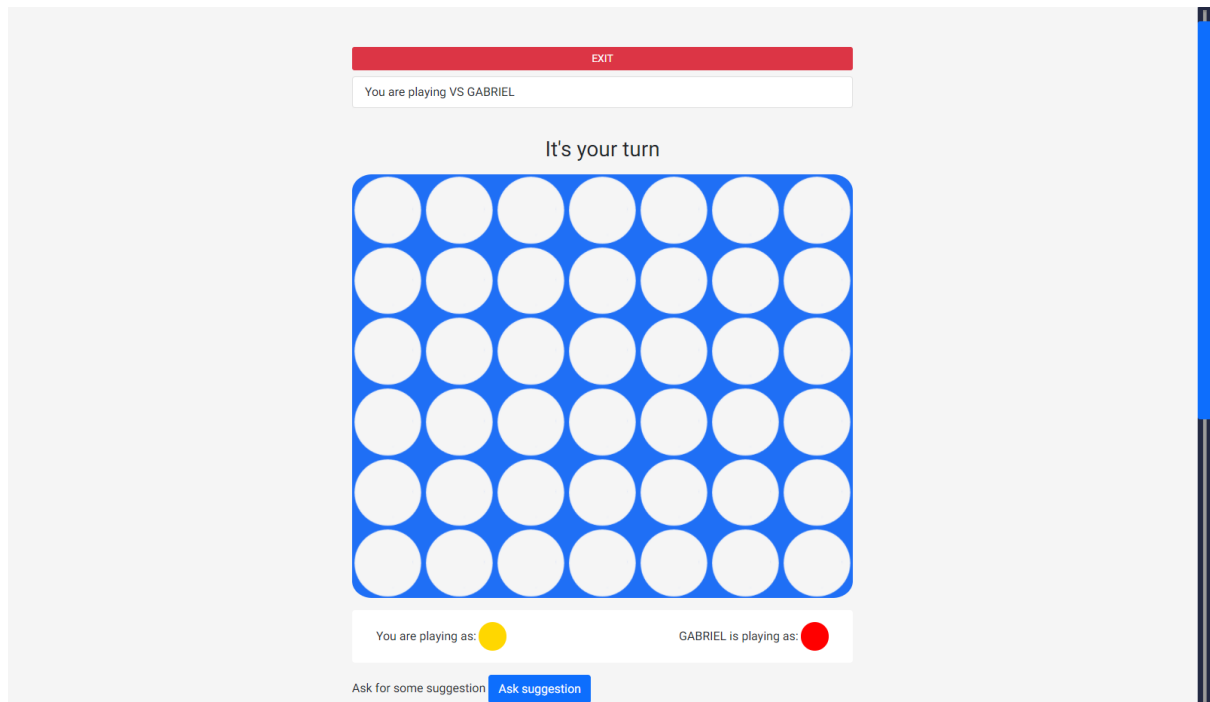 EXIT
You are playing VS GABRIEL
It's your turn
You are playing as:
GABRIEL is playing as:
Ask for some suggestion Ask suggestion